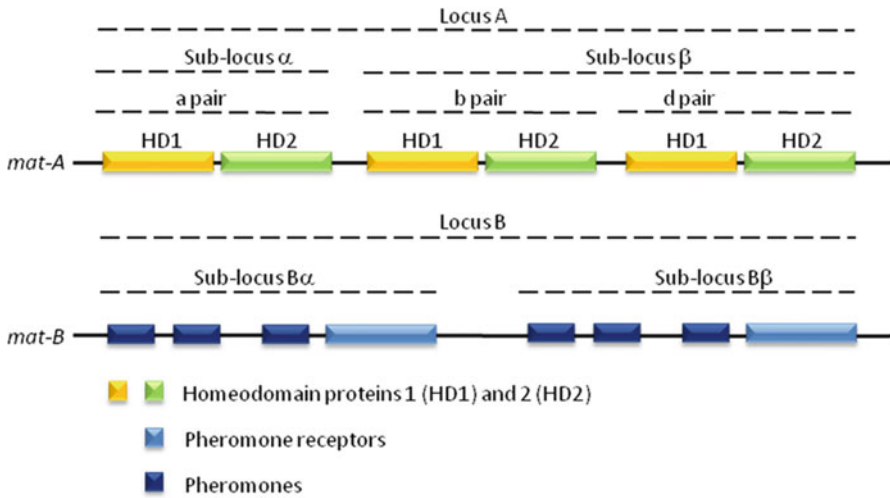 Locus A
Sub-locus α Sub-locus β
a pair b pair d pair
HD1 HD2 HD1 HD2 HD1 HD2
mat-A
Locus B
Sub-locus Bα Sub-locus Bβ
mat-B
Homeodomain proteins 1 (HD1) and 2 (HD2)
Pheromone receptors
Pheromones